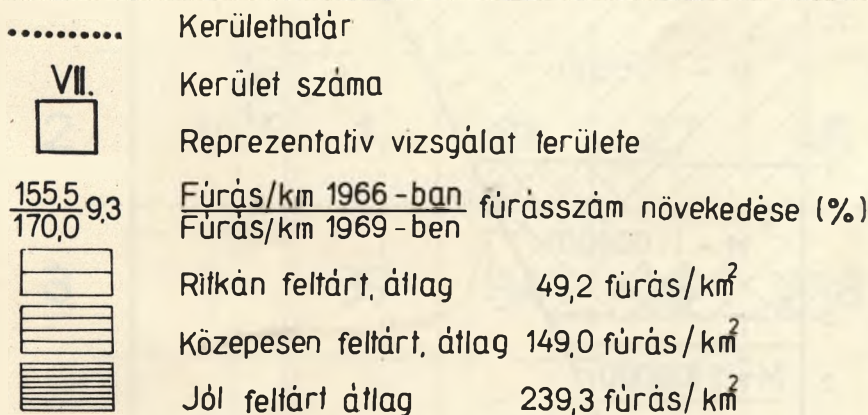 Kerülethatár
VII. Kerület száma
Reprezentativ vizsgálat területe
155,5 / 170,0 9,3 Fúrás/km 1966-ban / Fúrás/km 1969-ben fúrásszám növekedése (%)
Ritkán feltárt, átlag 49,2 fúrás/km²
Közepesen feltárt, átlag 149,0 fúrás/km²
Jól feltárt átlag 239,3 fúrás/km²